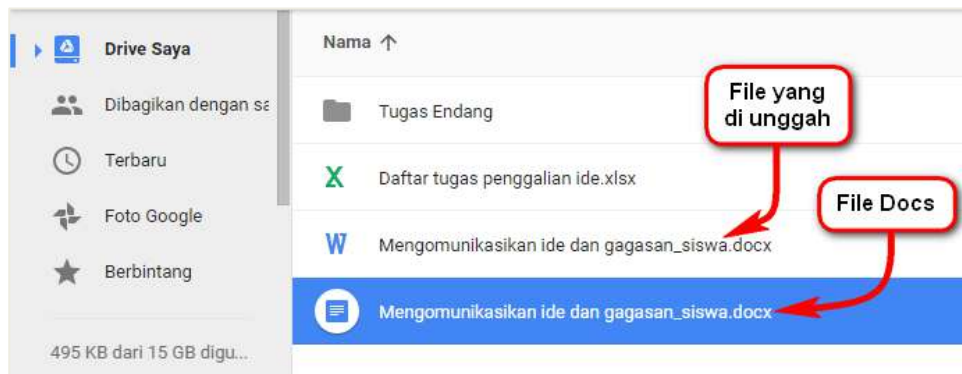 Drive Saya
Dibagikan dengan sa
Terbaru
Foto Google
Berbintang
495 KB dari 15 GB digu...
Nama
Tugas Endang
Daftar tugas penggalian ide.xlsx
Mengomunikasikan ide dan gagasan_siswa.docx
Mengomunikasikan ide dan gagasan_siswa.docx
File yang
di unggah
File Docs